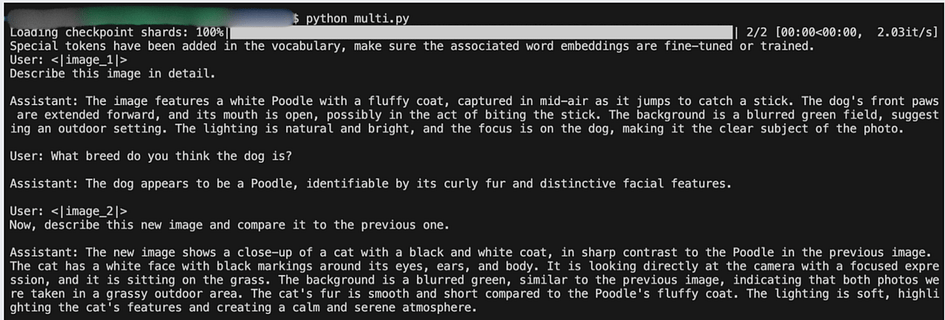 $ python multi.py
Loading checkpoint shards: 100%| | 2/2 [00:00<00:00,  2.03it/s]
Special tokens have been added in the vocabulary, make sure the associated word embeddings are fine-tuned or trained.
User: <|image_1|>
Describe this image in detail.
Assistant: The image features a white Poodle with a fluffy coat, captured in mid-air as it jumps to catch a stick. The dog's front paws
are extended forward, and its mouth is open, possibly in the act of biting the stick. The background is a blurred green field, suggest
ing an outdoor setting. The lighting is natural and bright, and the focus is on the dog, making it the clear subject of the photo.
User: What breed do you think the dog is?
Assistant: The dog appears to be a Poodle, identifiable by its curly fur and distinctive facial features.
User: <|image_2|>
Now, describe this new image and compare it to the previous one.
Assistant: The new image shows a close-up of a cat with a black and white coat, in sharp contrast to the Poodle in the previous image.
The cat has a white face with black markings around its eyes, ears, and body. It is looking directly at the camera with a focused expre
ssion, and it is sitting on the grass. The background is a blurred green, similar to the previous image, indicating that both photos we
re taken in a grassy outdoor area. The cat's fur is smooth and short compared to the Poodle's fluffy coat. The lighting is soft, highli
ghting the cat's features and creating a calm and serene atmosphere.